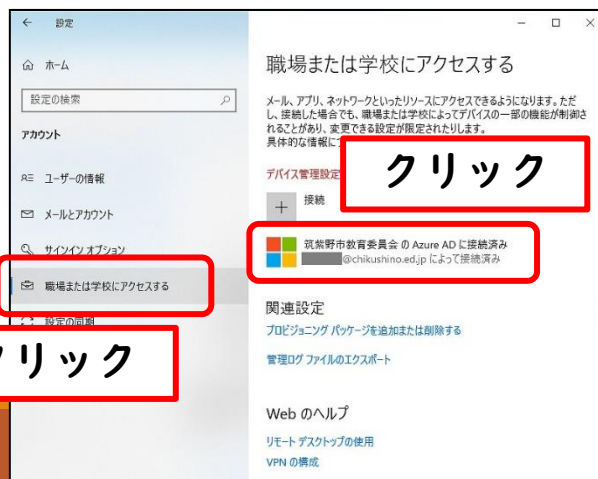 ← 設定
ホーム
設定の検索
アカウント
ユーザーの情報
メールとアカウント
サインイン オプション
職場または学校にアクセスする
設定の同期
リック
職場または学校にアクセスする
メール、アプリ、ネットワークといったリソースにアクセスできるようになります。ただ
し、接続した場合でも、職場または学校によってデバイスの一部の機能が制御さ
れることがあり、変更できる設定が限定されたりします。
具体的な情報に
デバイス管理設定
クリック
接続
筑紫野市教育委員会 の Azure AD に接続済み
@chikushino.ed.jp によって接続済み
関連設定
プロビジョニング パッケージを追加または削除する
管理ログ ファイルのエクスポート
Web のヘルプ
リモート デスクトップの使用
VPN の構成